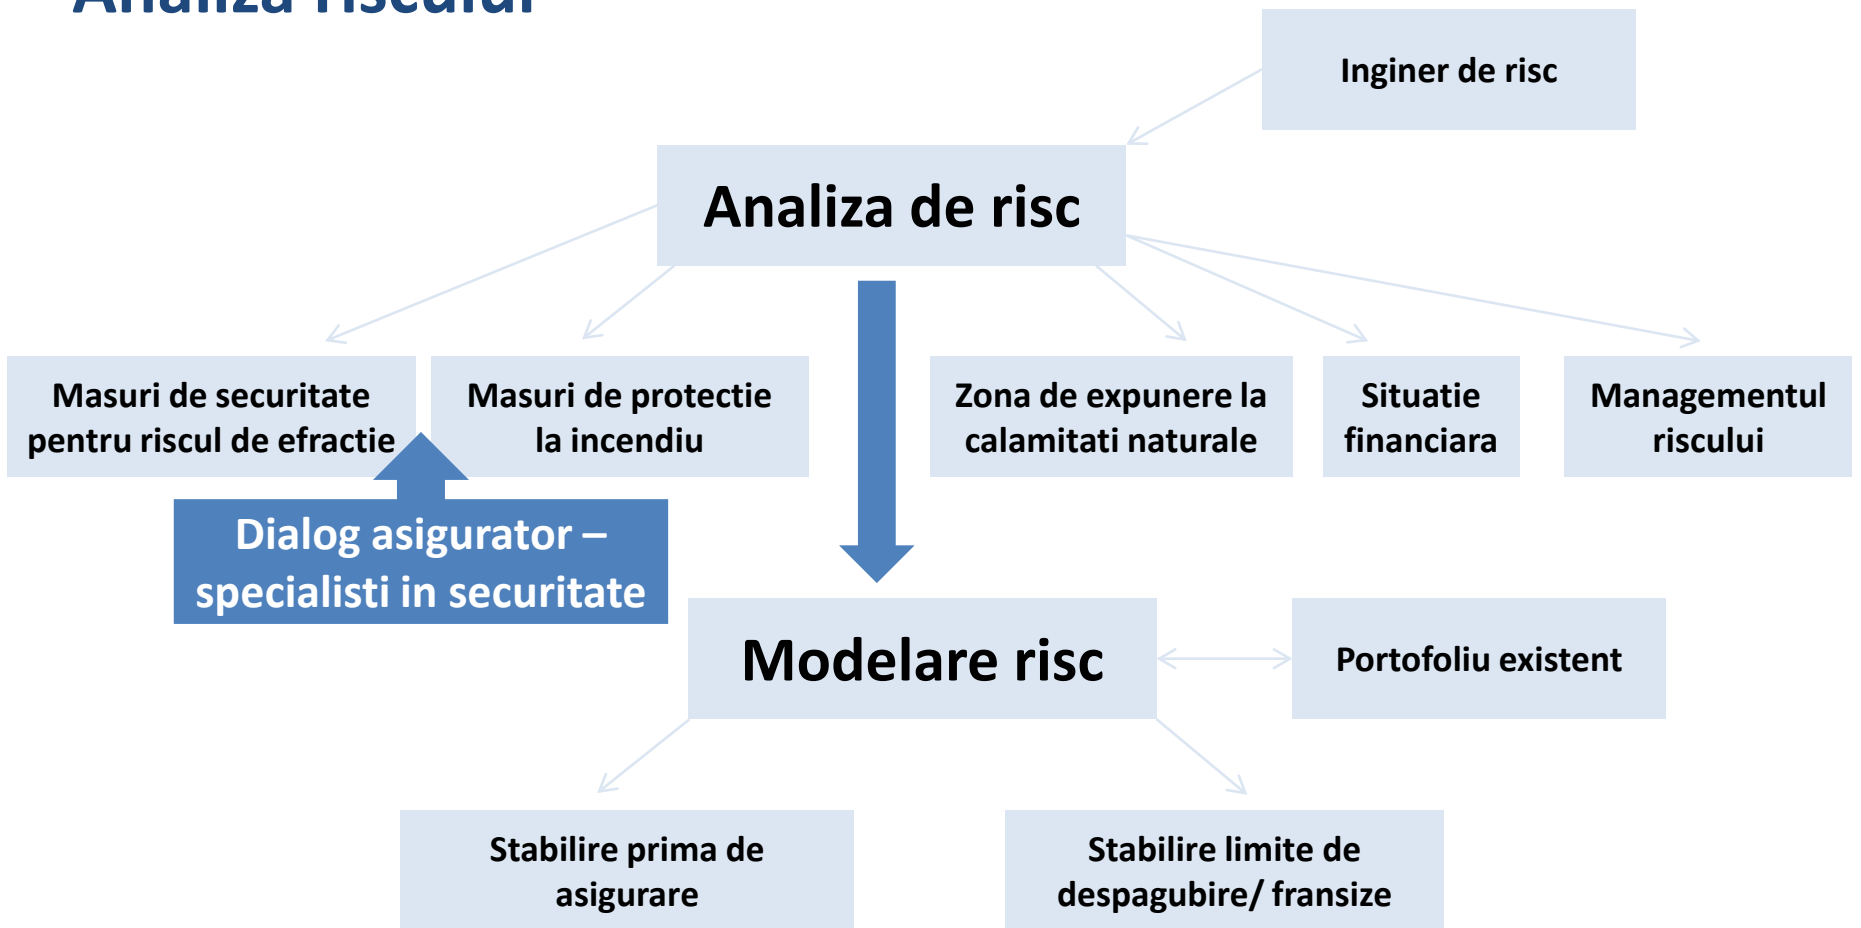 Analiza riscului
Inginer de risc
Analiza de risc
Masuri de securitate
pentru riscul de efractie
Masuri de protectie
la incendiu
Zona de expunere la
calamitati naturale
Situatie
financiara
Managementul
riscului
Dialog asigurator –
specialisti in securitate
Modelare risc
Portofoliu existent
Stabilire prima de
asigurare
Stabilire limite de
despagubire/ fransize